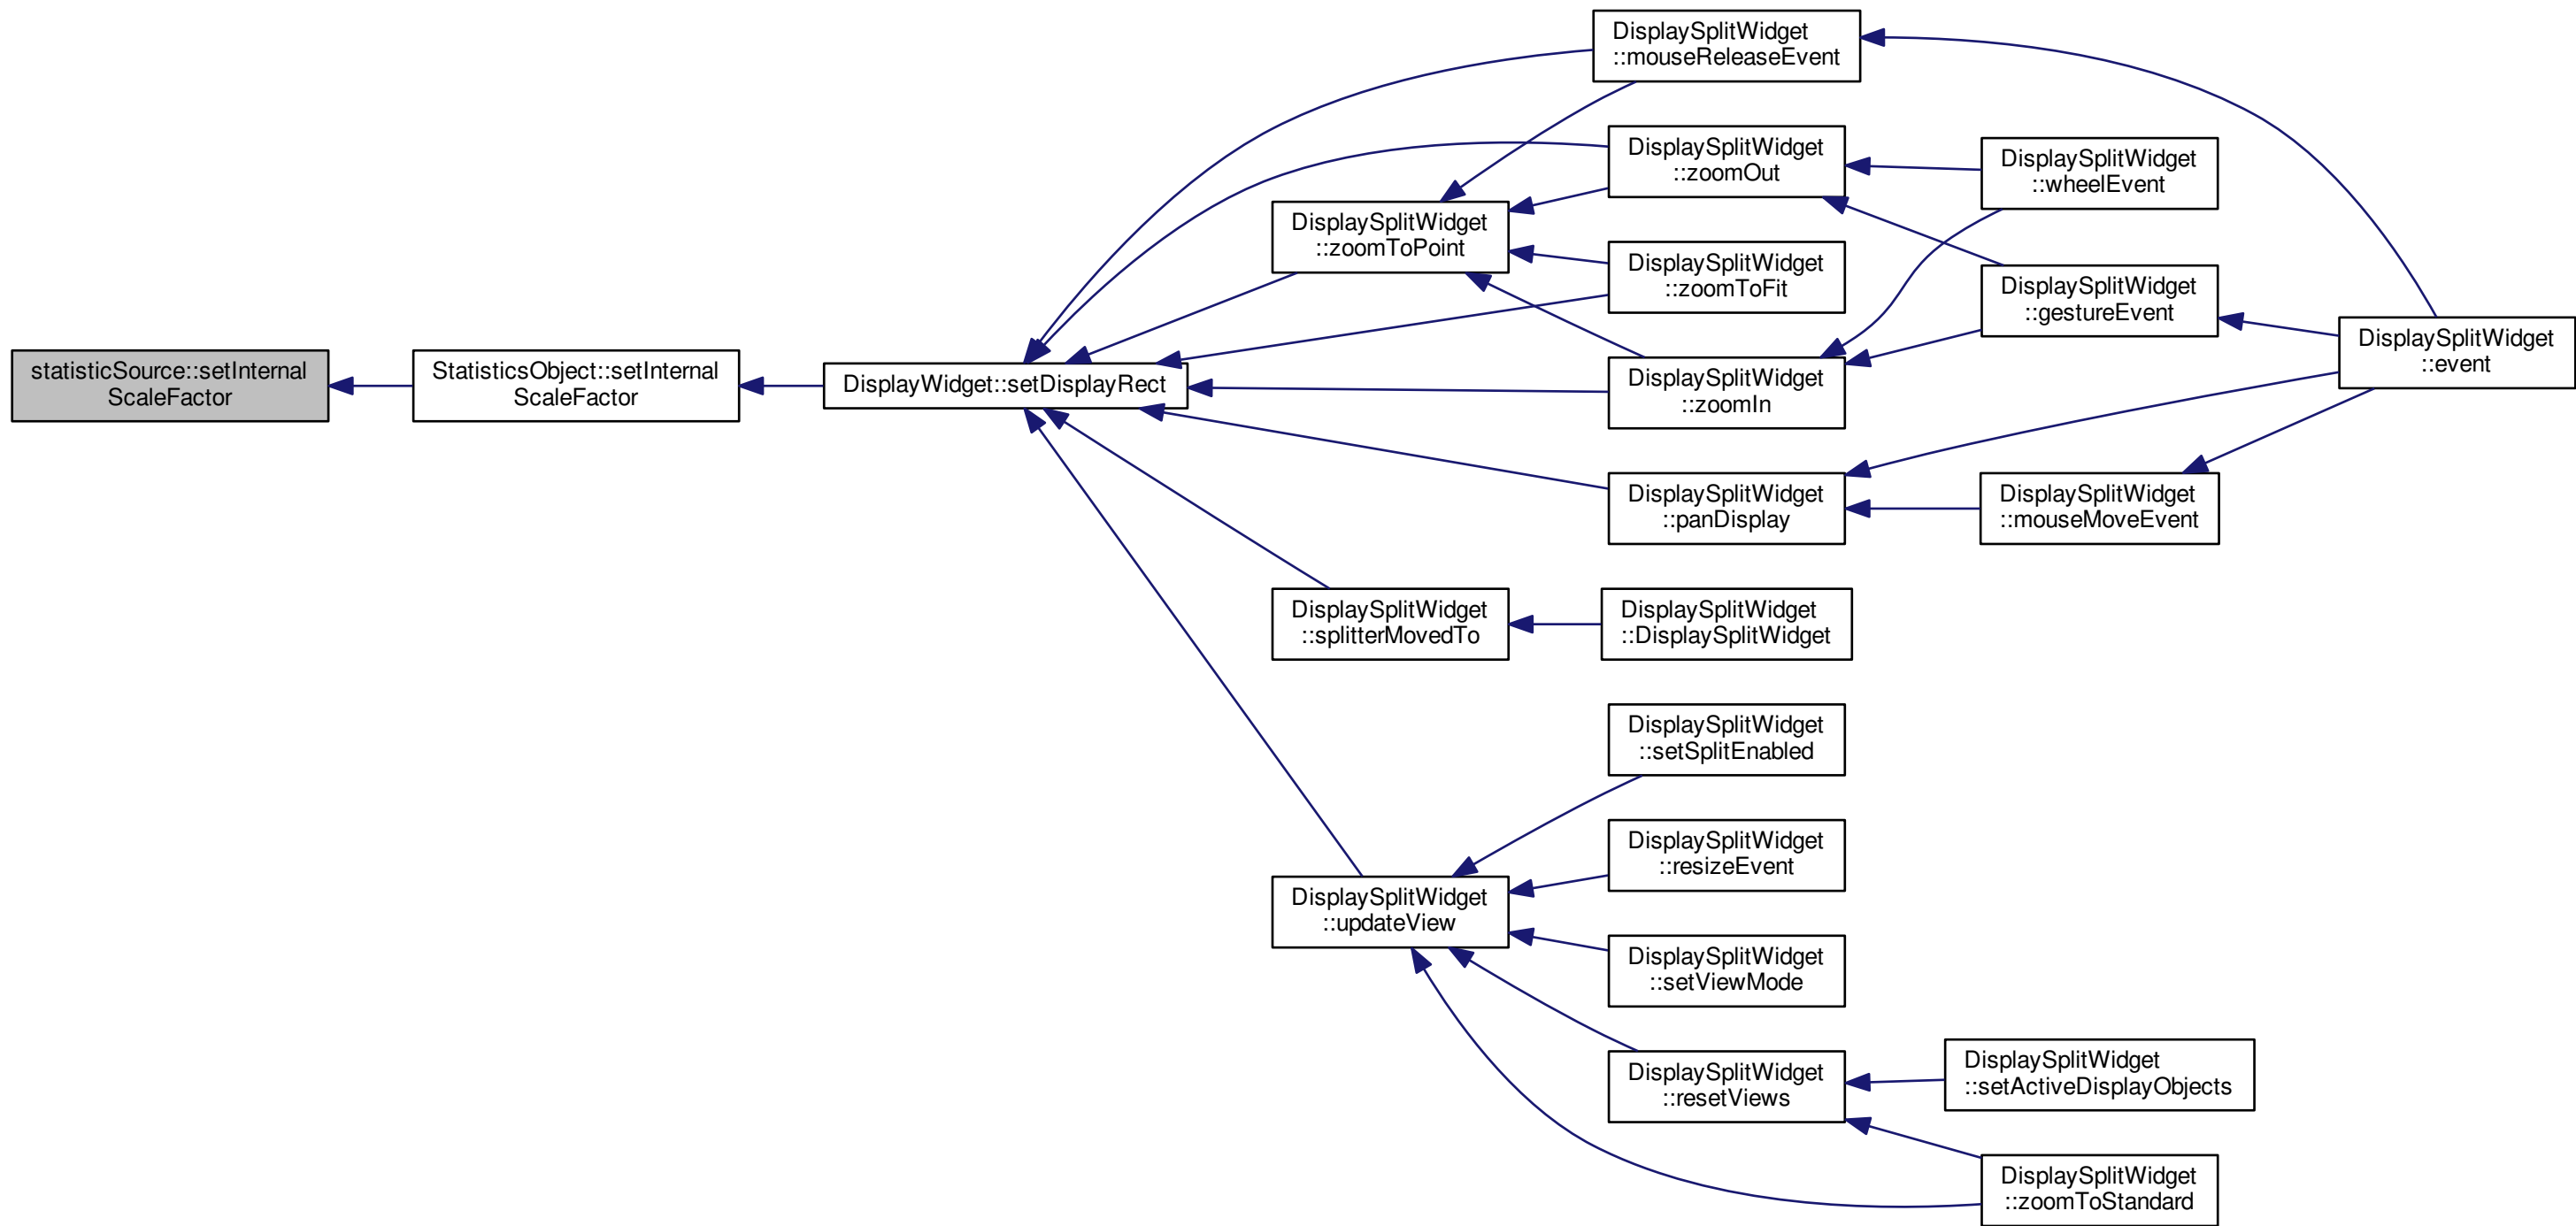 DisplaySplitWidget
::mouseReleaseEvent
DisplaySplitWidget
::zoomOut
DisplaySplitWidget
::wheelEvent
DisplaySplitWidget
::zoomToPoint
DisplaySplitWidget
::zoomToFit
DisplaySplitWidget
::gestureEvent
statisticSource::setInternal
ScaleFactor
StatisticsObject::setInternal
ScaleFactor
DisplayWidget::setDisplayRect
DisplaySplitWidget
::zoomIn
DisplaySplitWidget
::event
DisplaySplitWidget
::panDisplay
DisplaySplitWidget
::mouseMoveEvent
DisplaySplitWidget
::splitterMovedTo
DisplaySplitWidget
::DisplaySplitWidget
DisplaySplitWidget
::setSplitEnabled
DisplaySplitWidget
::resizeEvent
DisplaySplitWidget
::updateView
DisplaySplitWidget
::setViewMode
DisplaySplitWidget
::resetViews
DisplaySplitWidget
::setActiveDisplayObjects
DisplaySplitWidget
::zoomToStandard